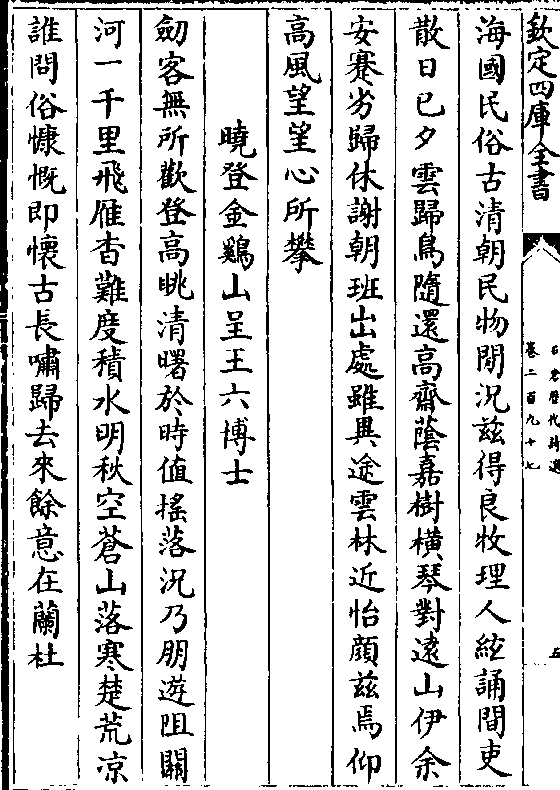 欽定四庫全書
石倉歴代詩選
卷二百九十七
五
海國民俗古清朝民物閒況兹得良牧理人絃誦間吏
散日已夕雲歸鳥隨還高齋蔭嘉樹横琴對遠山伊余
安蹇劣歸休謝朝班出處雖異途雲林近怡顔兹焉仰
高風望望心所攀
曉登金鷄山呈王六博士
劒客無所歡登高眺清曙於時值摇落況乃朋遊阻關
河一千里飛雁杳難度積水明秋空蒼山落寒楚荒凉
誰問俗慷慨即懷古長嘯歸去來餘意在蘭杜